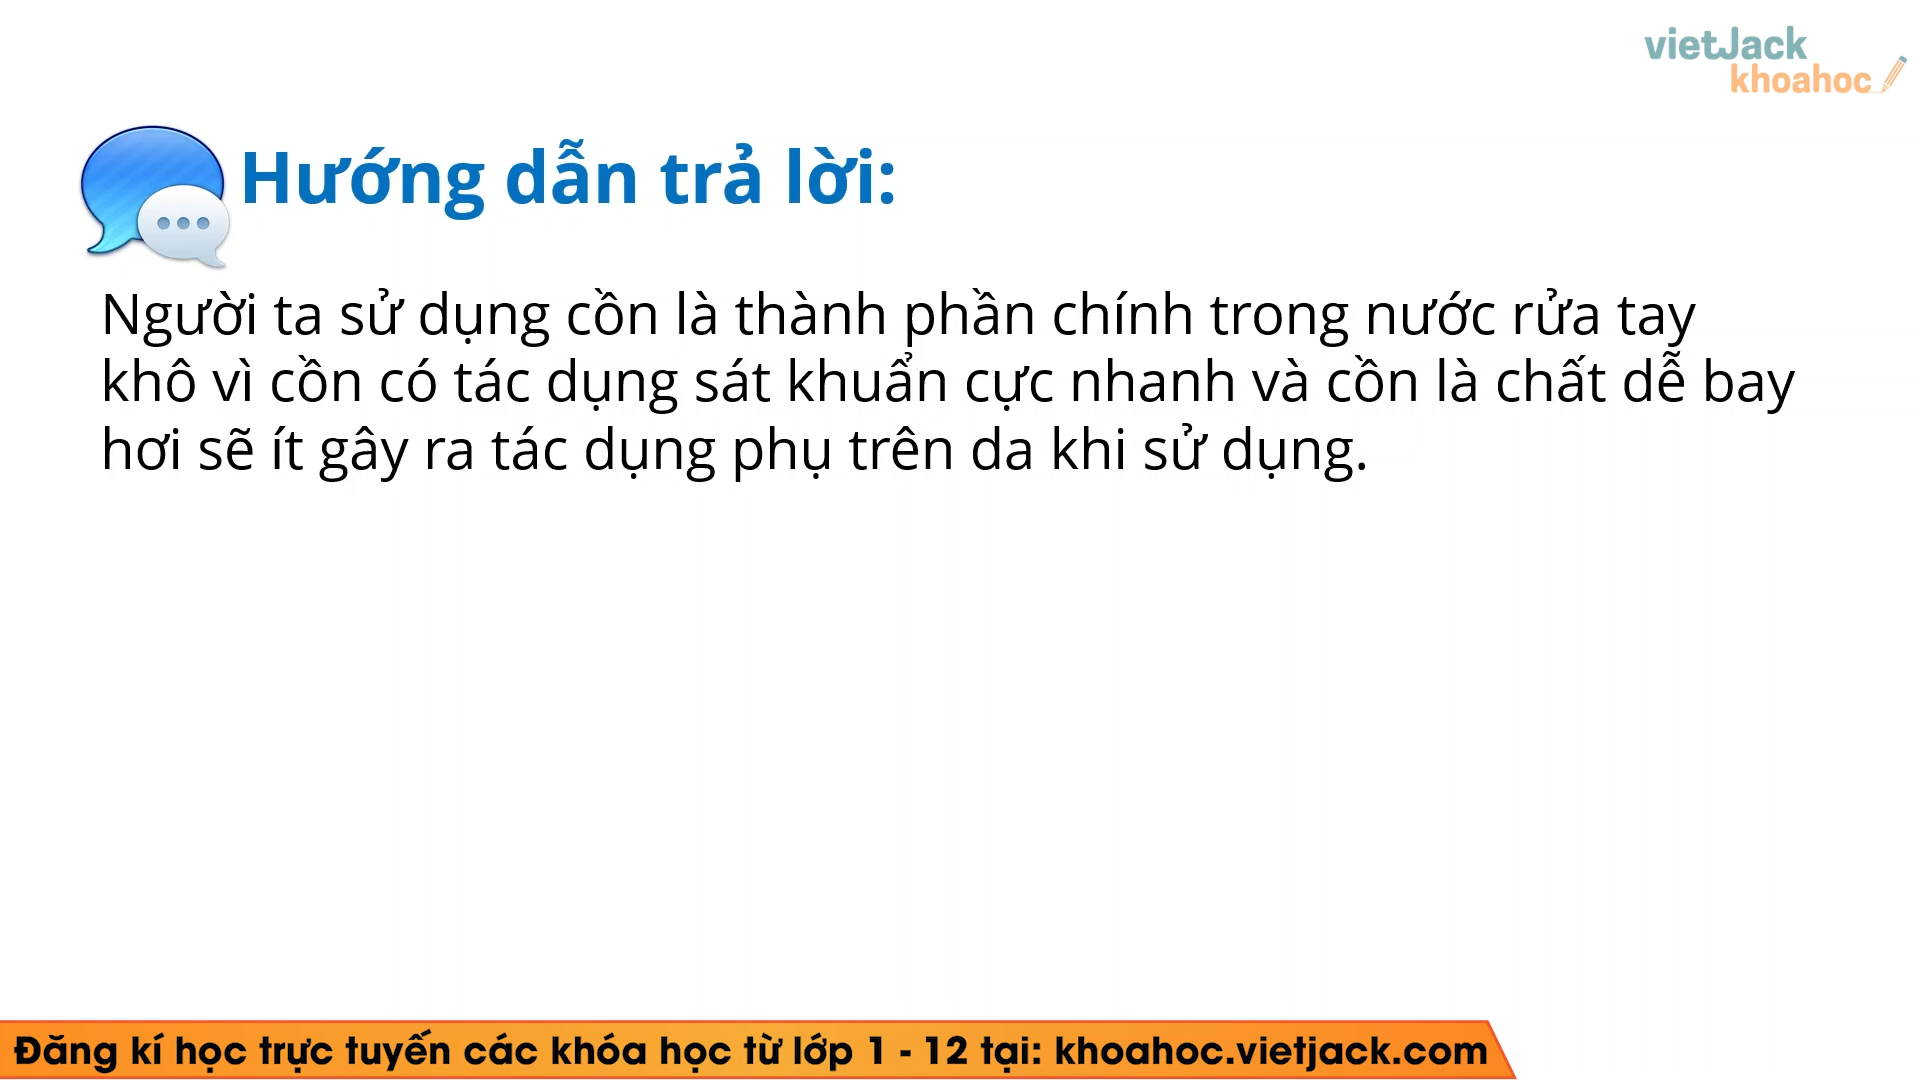 vietJack
khoahoc
Hướng dẫn trả lời:
Người ta sử dụng cồn là thành phần chính trong nước rửa tay
khô vì cồn có tác dụng sát khuẩn cực nhanh và cồn là chất dễ bay
hơi sẽ ít gây ra tác dụng phụ trên da khi sử dụng.
Đăng kí học trực tuyến các khóa học từ lớp 1 - 12 tại: khoahoc.vietjack.com